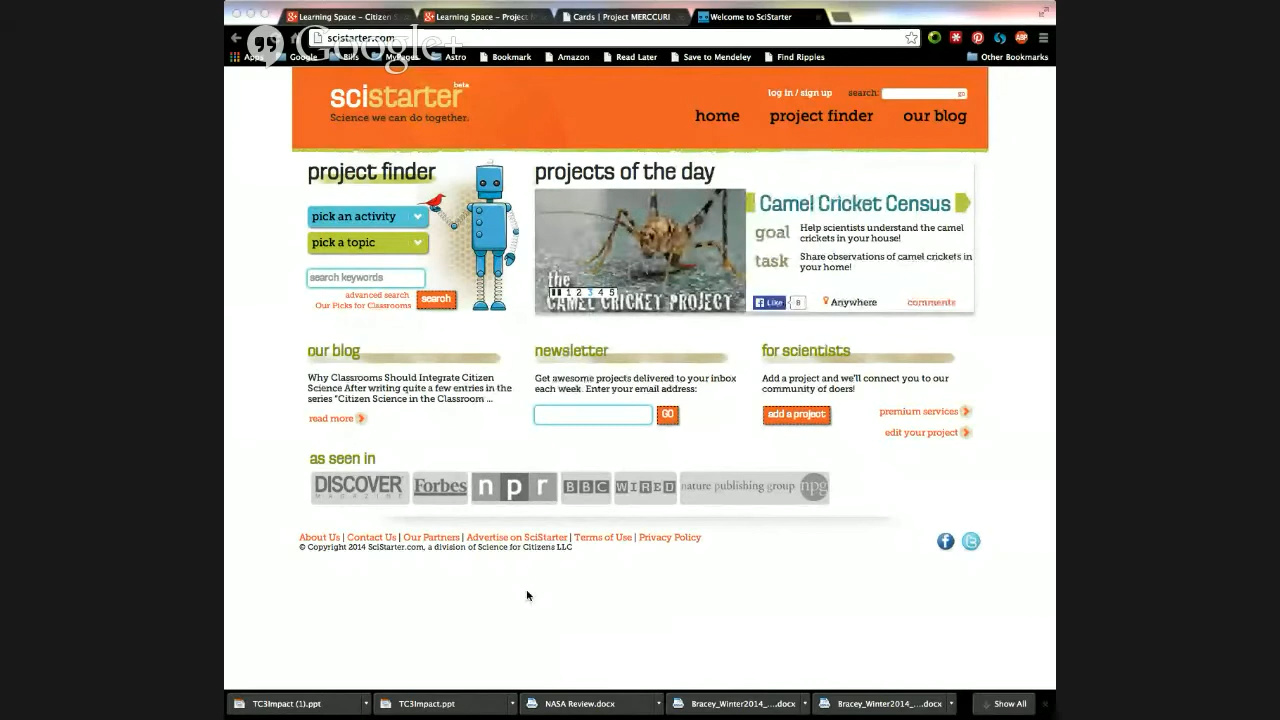 Learning Space - Citizen S
Learning Space - Project
Cards | Project MERCCURI
Welcome to SciStarter
scistarter.com
Google+
Apps
Google
Bills
Astro
Bookmark
Amazon
Read Later
Save to Mendeley
Find Ripples
Other Bookmarks
scistarter beta
Science we can do together.
log in / sign up
search:
go
home
project finder
our blog
project finder
pick an activity
pick a topic
search keywords
advanced search
Our Picks for Classrooms
search
projects of the day
the
CAMEL CRICKET PROJECT
1 2 3 4 5
Camel Cricket Census
goal
Help scientists understand the camel
crickets in your house!
task
Share observations of camel crickets in
your home!
Like
8
Anywhere
comments
our blog
Why Classrooms Should Integrate Citizen
Science After writing quite a few entries in the
series "Citizen Science in the Classroom ...
read more
newsletter
Get awesome projects delivered to your inbox
each week. Enter your email address:
GO
for scientists
Add a project and we'll connect you to our
community of doers!
add a project
premium services
edit your project
as seen in
DISCOVER
MAGAZINE
Forbes
npr
BBC
WIRED
nature publishing group npg
About Us | Contact Us | Our Partners | Advertise on SciStarter | Terms of Use | Privacy Policy
© Copyright 2014 SciStarter.com, a division of Science for Citizens LLC
TC3Impact (1).ppt
TC3Impact.ppt
NASA Review.docx
Bracey_Winter2014_....docx
Bracey_Winter2014_....docx
Show All